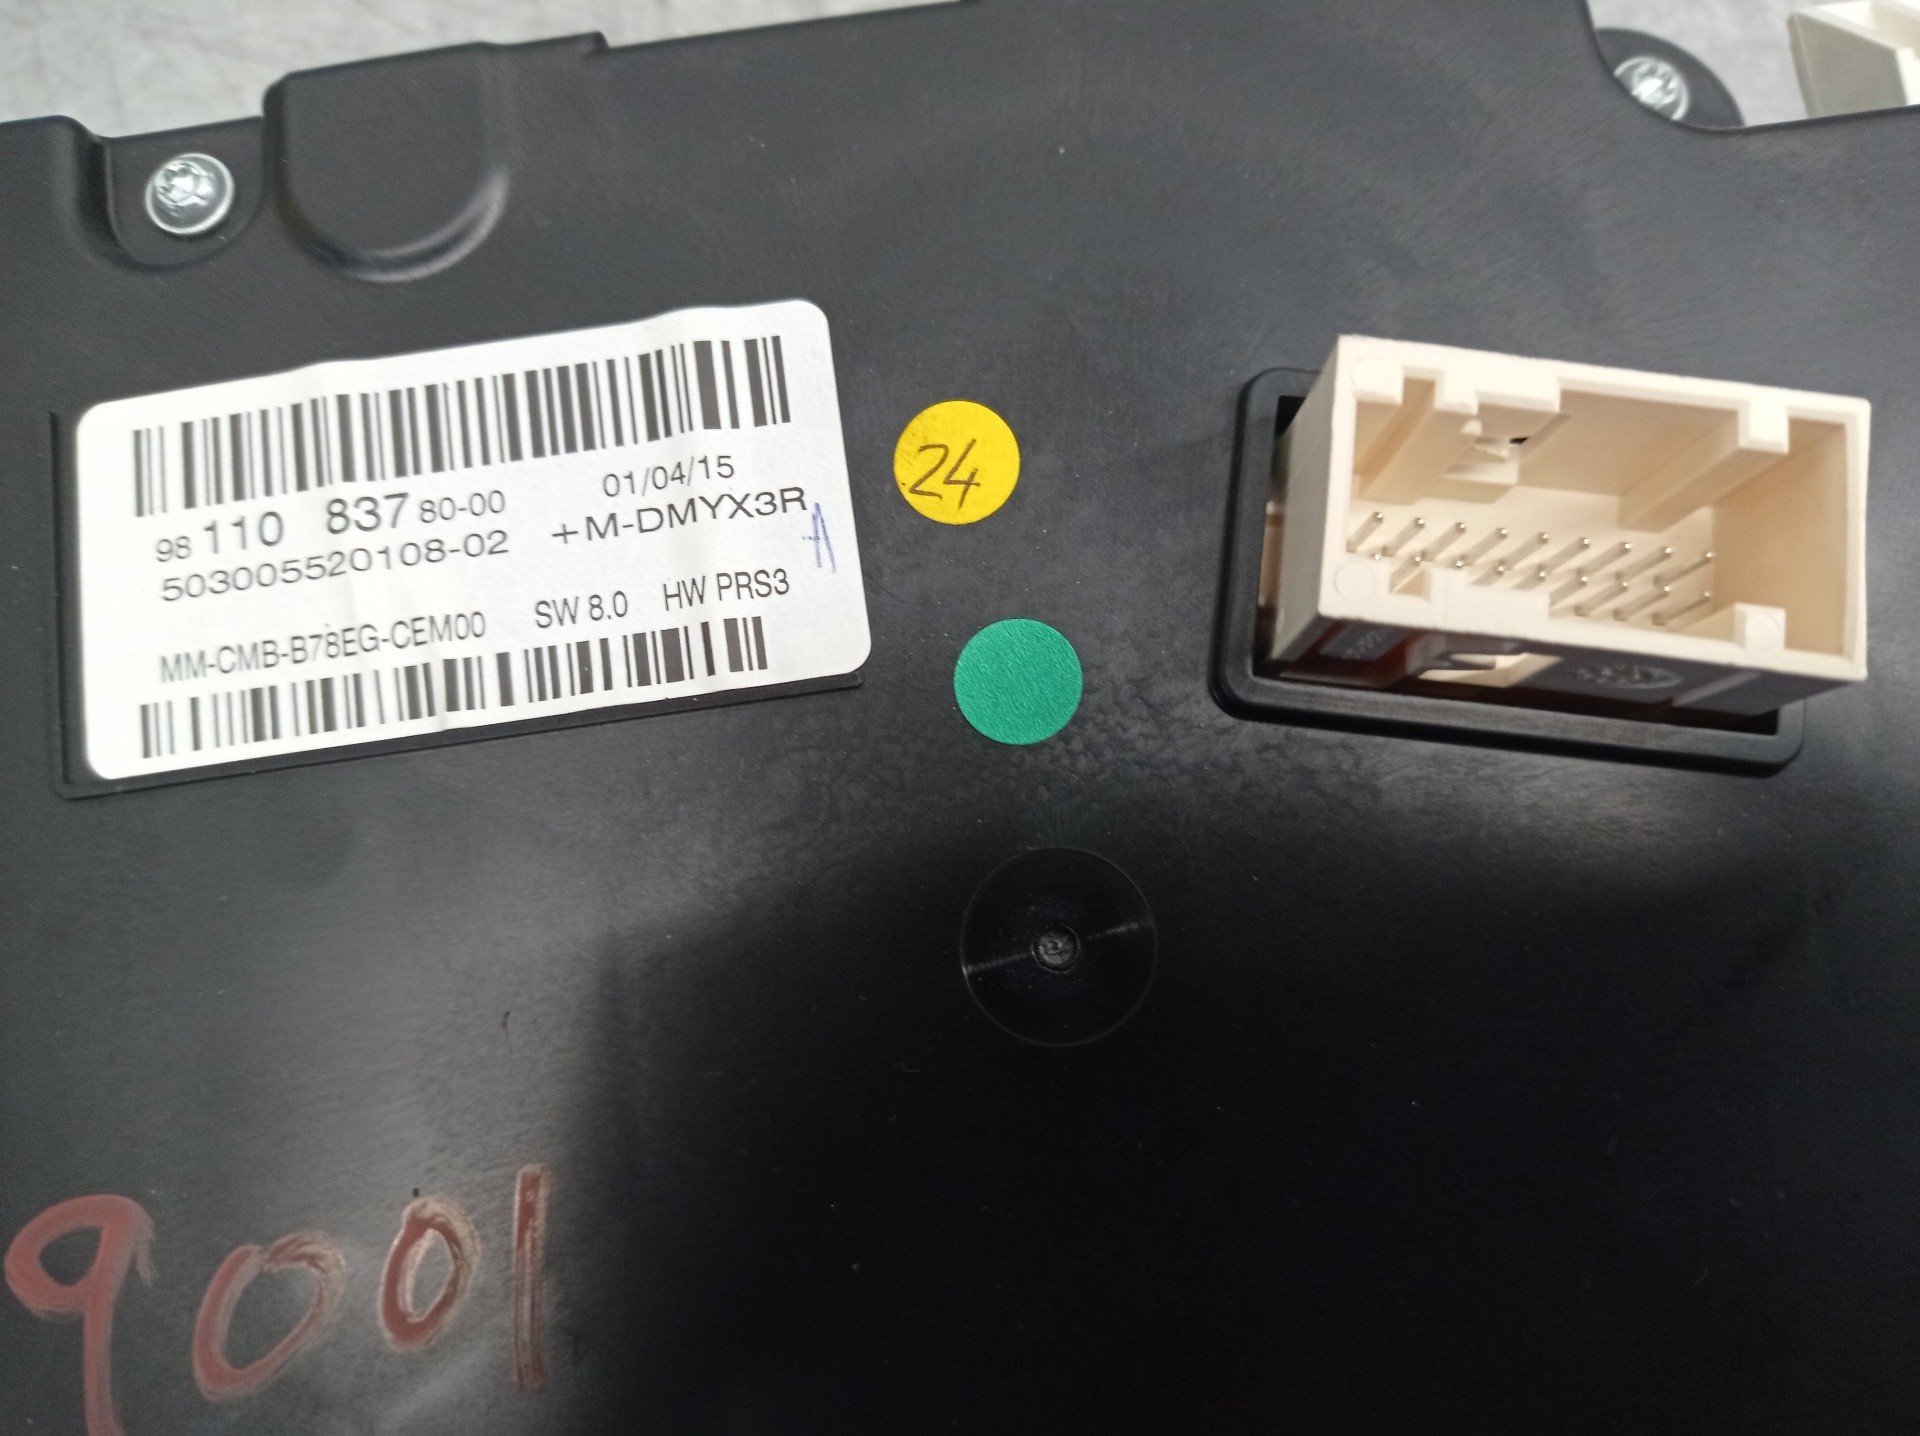 01/04/15
98 110 837 80-00
503005520108-02 +M-DMYX3R
A
MM-CMB-B78EG-CEM00 SW 8.0 HW PRS3
24
9001